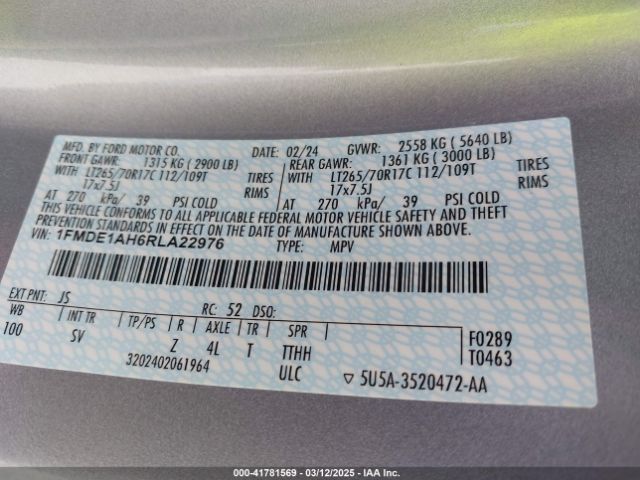 MFD. BY FORD MOTOR CO. DATE: 02/24 GVWR: 2558 KG ( 5640 LB)
FRONT GAWR: 1315 KG ( 2900 LB) REAR GAWR: 1361 KG ( 3000 LB)
WITH LT265/70R17C 112/109T TIRES WITH LT265/70R17C 112/109T TIRES
17x7.5J RIMS 17x7.5J RIMS
AT 270 kPa/ 39 PSI COLD AT 270 kPa/ 39 PSI COLD
THIS VEHICLE CONFORMS TO ALL APPLICABLE FEDERAL MOTOR VEHICLE SAFETY AND THEFT
PREVENTION STANDARDS IN EFFECT ON THE DATE OF MANUFACTURE SHOWN ABOVE.
VIN: 1FMDE1AH6RLA22976 TYPE: MPV
EXT PNT: JS RC: 52 DSO:
WB INT TR TP/PS R AXLE TR SPR F0289
100 SV Z 4L T TTHH T0463
3202402061964 ULC ▽ 5U5A-3520472-AA
000-41781569 | 03/12/2025 | IAA Inc.